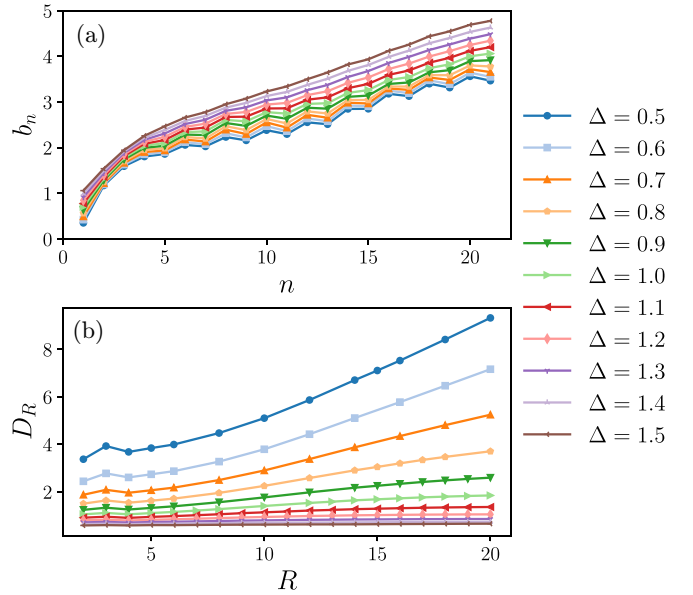 (a)
5
4
3
2
1
0
b_n
0 5 10 15 20
n
(b)
8
6
4
2
D_R
5 10 15 20
R
Δ = 0.5
Δ = 0.6
Δ = 0.7
Δ = 0.8
Δ = 0.9
Δ = 1.0
Δ = 1.1
Δ = 1.2
Δ = 1.3
Δ = 1.4
Δ = 1.5